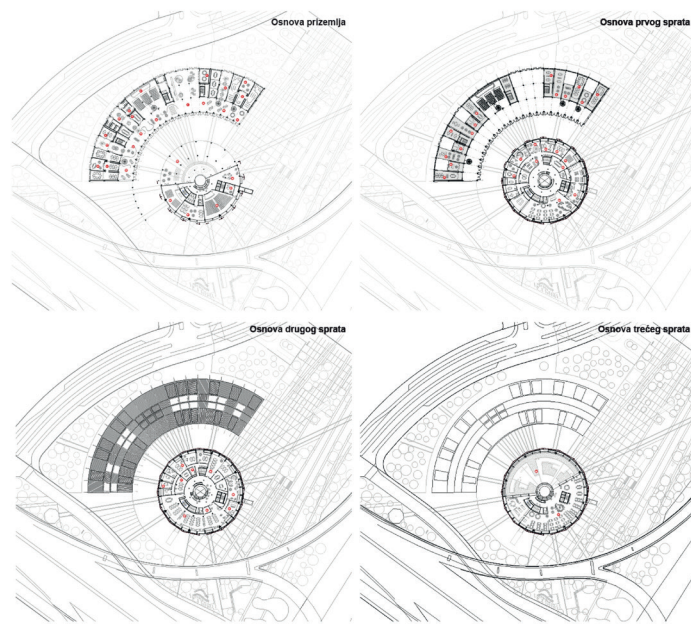 Osnova prizemlja
Osnova prvog sprata
Osnova drugog sprata
Osnova trećeg sprata